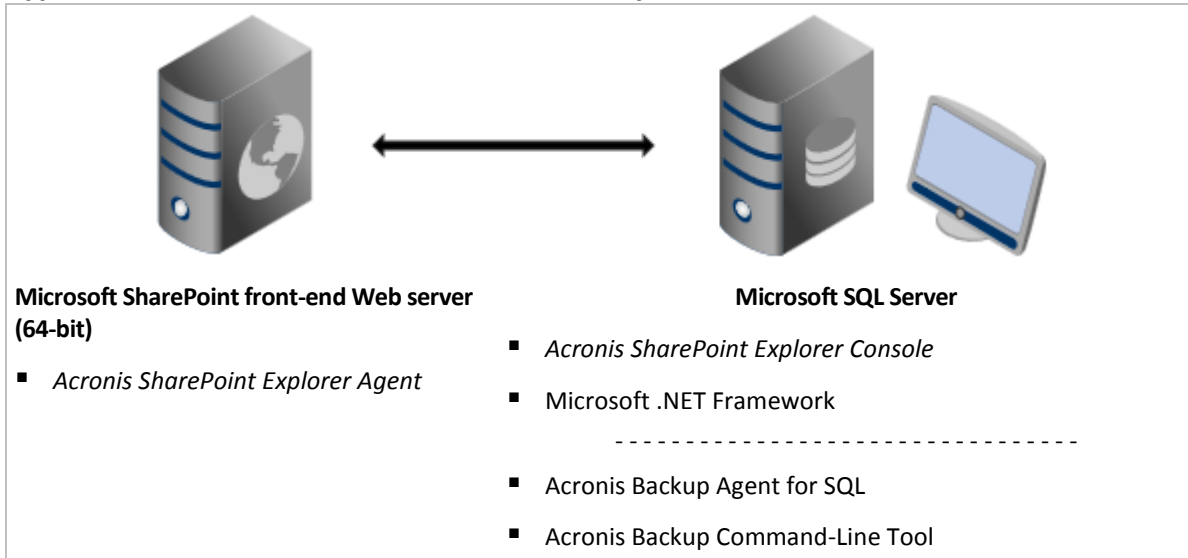 Microsoft SharePoint front-end Web server
(64-bit)
▪ Acronis SharePoint Explorer Agent
Microsoft SQL Server
▪ Acronis SharePoint Explorer Console
▪ Microsoft .NET Framework
- - - - - - - - - - - - - - - - - - - - - - - - - - - - - - - - -
▪ Acronis Backup Agent for SQL
▪ Acronis Backup Command-Line Tool